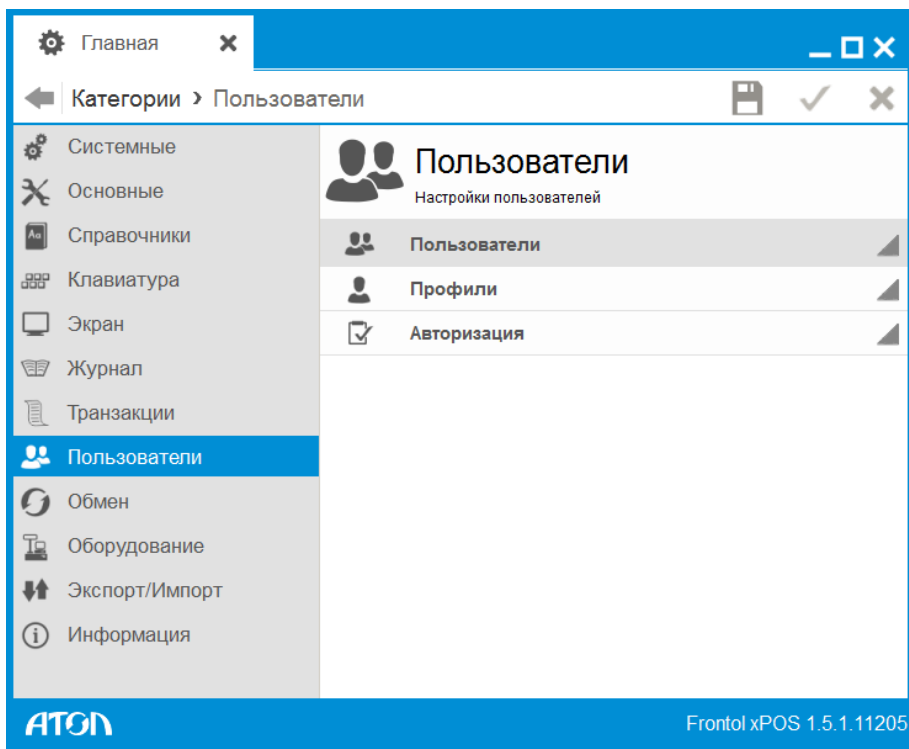 Главная
Категории › Пользователи
Системные
Основные
Справочники
Клавиатура
Экран
Журнал
Транзакции
Пользователи
Обмен
Оборудование
Экспорт/Импорт
Информация
Пользователи
Настройки пользователей
Пользователи
Профили
Авторизация
АТОЛ
Frontol xPOS 1.5.1.11205